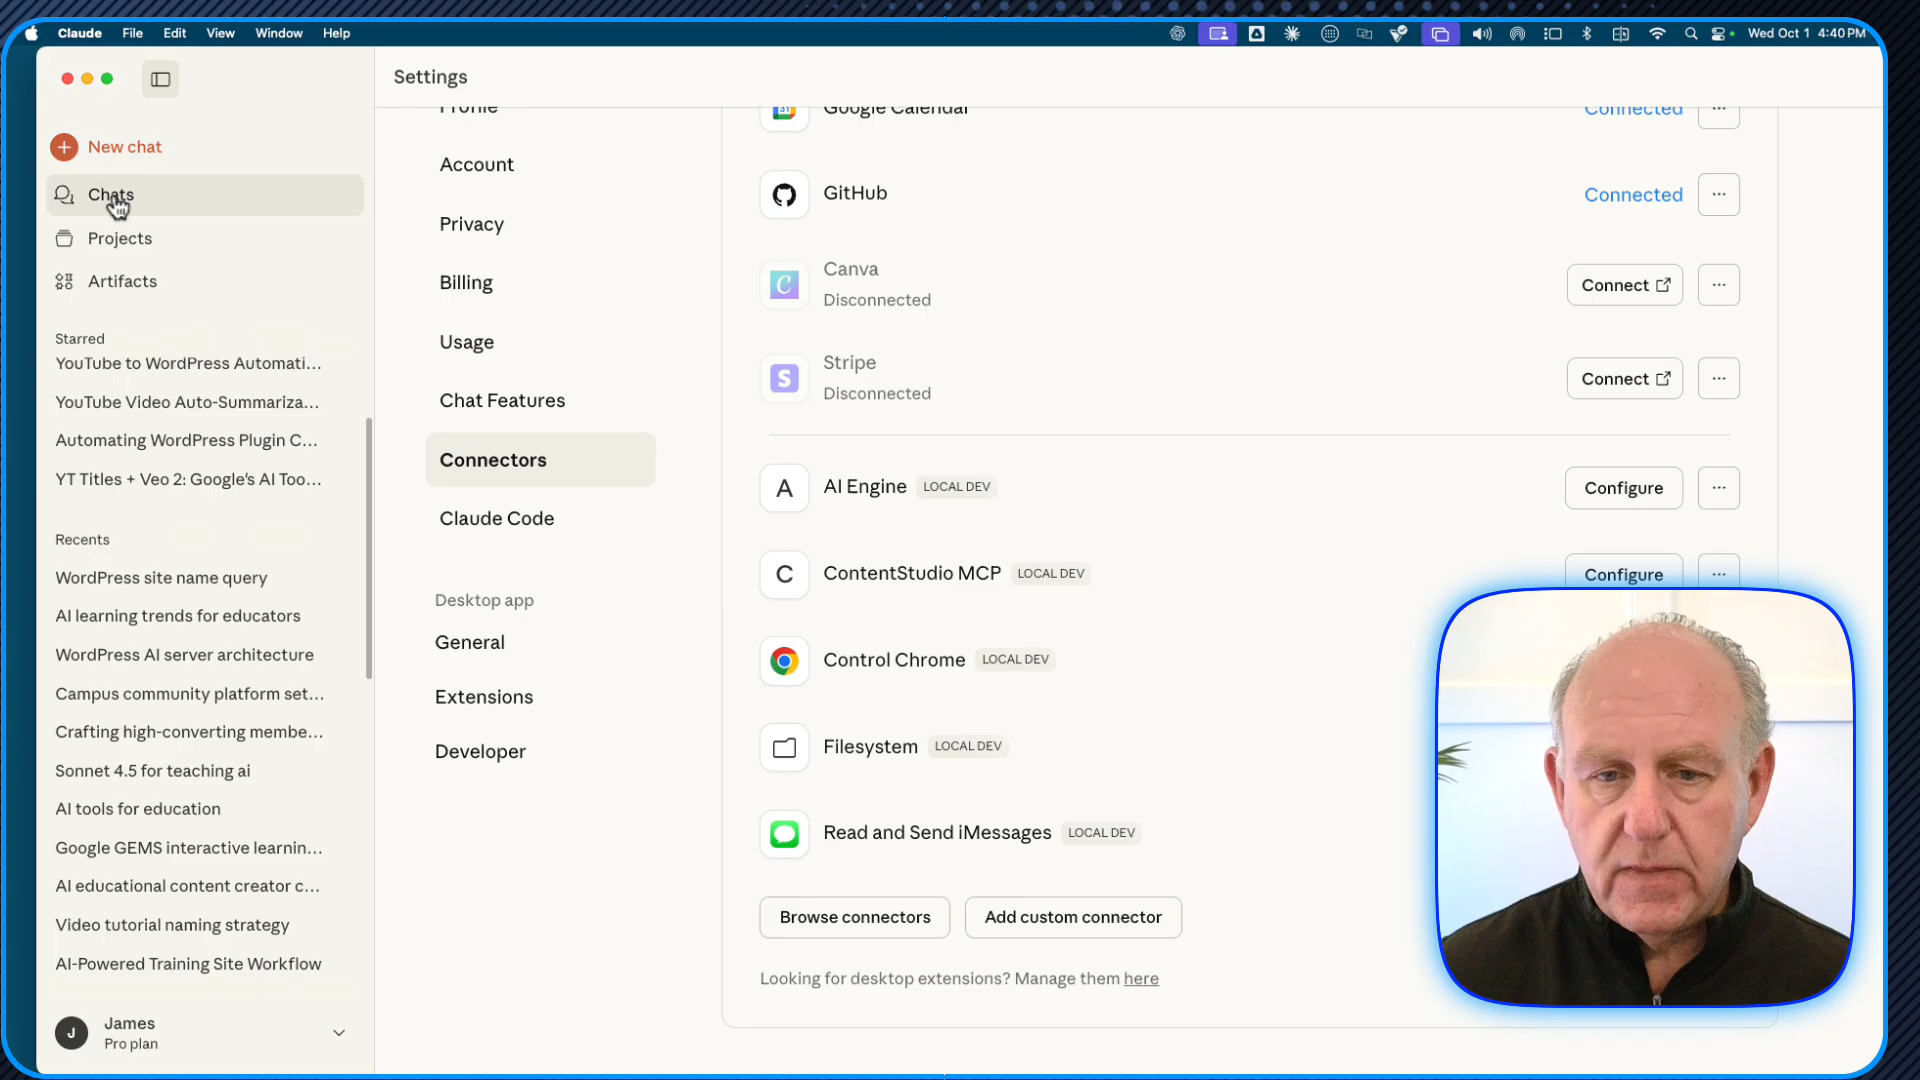 Claude File Edit View Window Help
Wed Oct 1 4:40 PM
Settings
New chat
Chats
Projects
Artifacts
Starred
YouTube to WordPress Automati...
YouTube Video Auto-Summariza...
Automating WordPress Plugin C...
YT Titles + Veo 2: Google's AI Too...
Recents
WordPress site name query
AI learning trends for educators
WordPress AI server architecture
Campus community platform set...
Crafting high-converting membe...
Sonnet 4.5 for teaching ai
AI tools for education
Google GEMS interactive learnin...
AI educational content creator c...
Video tutorial naming strategy
AI-Powered Training Site Workflow
J
James
Pro plan
Profile
Account
Privacy
Billing
Usage
Chat Features
Connectors
Claude Code
Desktop app
General
Extensions
Developer
31 Google Calendar Connected ...
GitHub Connected ...
C Canva
Disconnected
Connect ...
S Stripe
Disconnected
Connect ...
A AI Engine LOCAL DEV Configure ...
C ContentStudio MCP LOCAL DEV Configure ...
Control Chrome LOCAL DEV
Filesystem LOCAL DEV
Read and Send iMessages LOCAL DEV
Browse connectors Add custom connector
Looking for desktop extensions? Manage them here